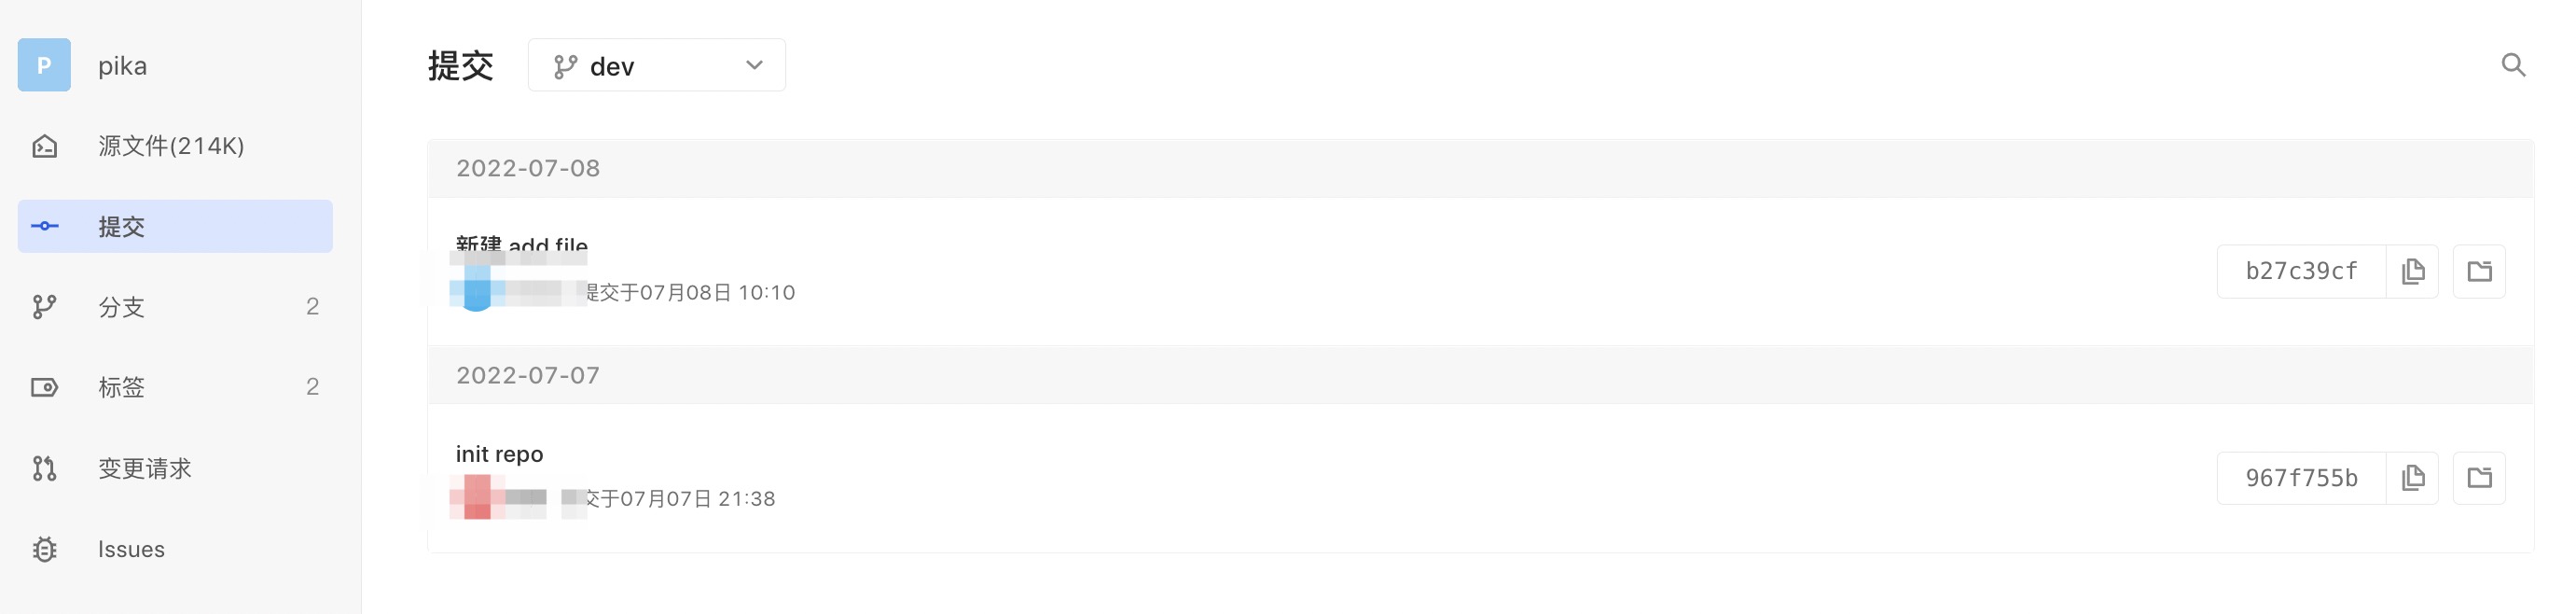 P
pika
源文件(214K)
提交
分支 2
标签 2
变更请求
Issues
提交 dev
2022-07-08
新建 add file
提交于07月08日 10:10
b27c39cf
2022-07-07
init repo
交于07月07日 21:38
967f755b